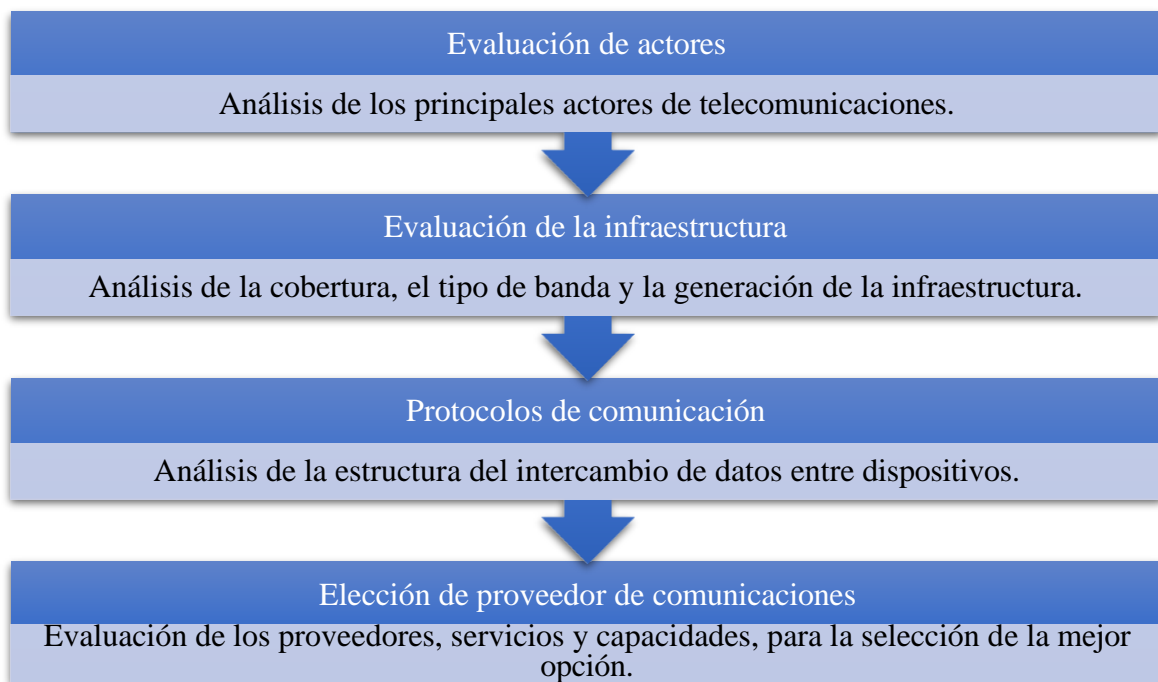 Evaluación de actores
Análisis de los principales actores de telecomunicaciones.
Evaluación de la infraestructura
Análisis de la cobertura, el tipo de banda y la generación de la infraestructura.
Protocolos de comunicación
Análisis de la estructura del intercambio de datos entre dispositivos.
Elección de proveedor de comunicaciones
Evaluación de los proveedores, servicios y capacidades, para la selección de la mejor
opción.